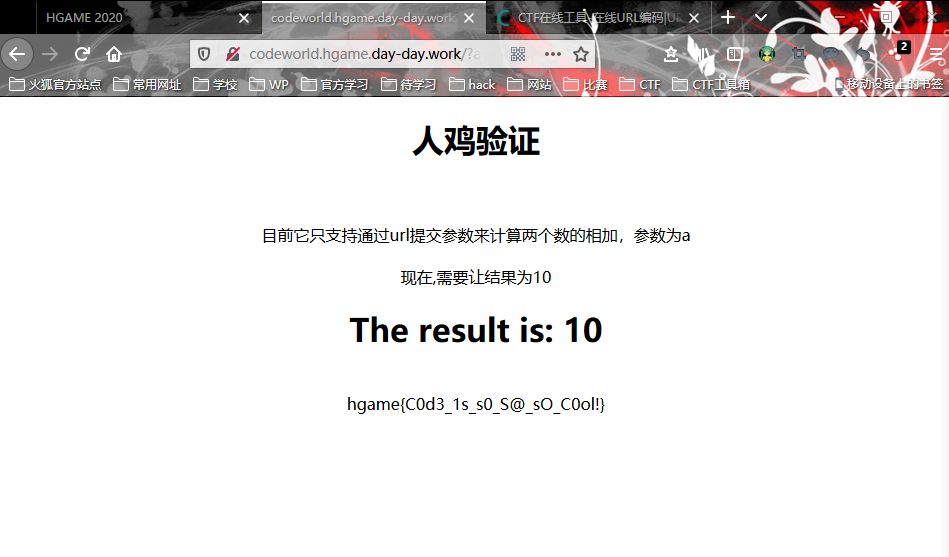 HGAME 2020
codeworld.hgame.day-day.work
CTF在线工具-在线URL编码|U
codeworld.hgame.day-day.work/?a
2
火狐官方站点 常用网址 学校 WP 官方学习 待学习 hack 网站 比赛 CTF CTF工具箱 移动设备上的书签
人鸡验证
目前它只支持通过url提交参数来计算两个数的相加，参数为a
现在,需要让结果为10
The result is: 10
hgame{C0d3_1s_s0_S@_sO_C0ol!}